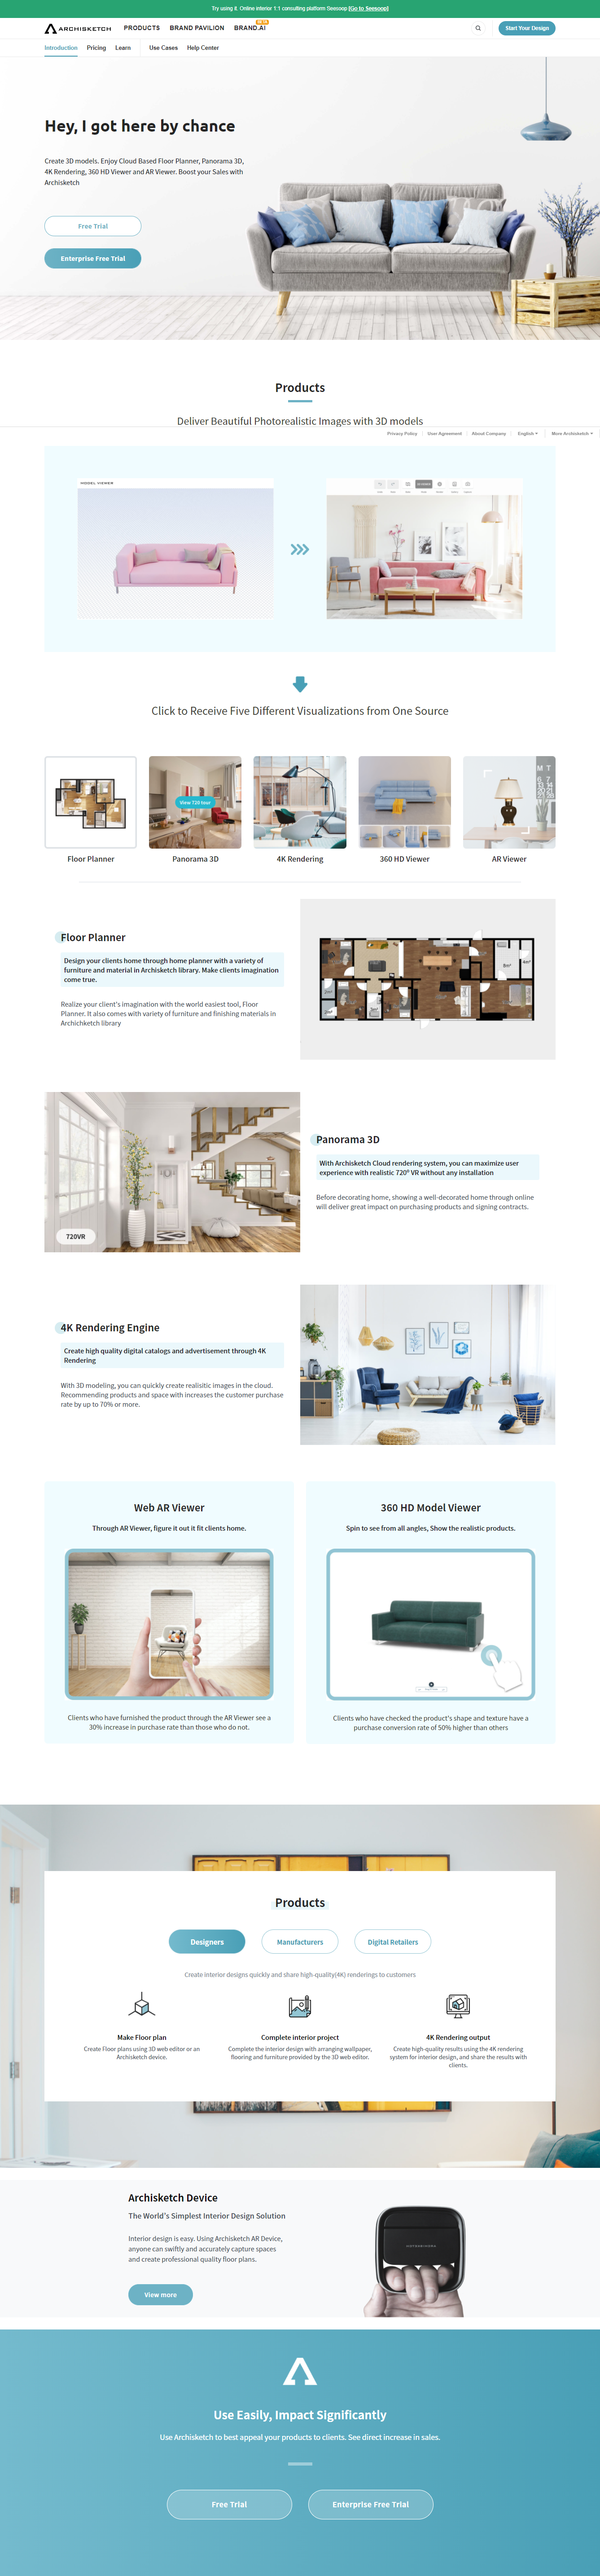 Try using it. Online interior 1:1 consulting platform Seesoop [Go to Seesoop]
ARCHISKETCH
PRODUCTS
BRAND PAVILION
BRAND.AI
BETA
Start Your Design
Introduction
Pricing
Learn
Use Cases
Help Center
Hey, I got here by chance
Create 3D models. Enjoy Cloud Based Floor Planner, Panorama 3D,
4K Rendering, 360 HD Viewer and AR Viewer. Boost your Sales with
Archisketch
Free Trial
Enterprise Free Trial
Products
Deliver Beautiful Photorealistic Images with 3D models
Privacy Policy
User Agreement
About Company
English
More Archisketch
MODEL VIEWER
Click to Receive Five Different Visualizations from One Source
View 720 tour
Floor Planner
Panorama 3D
4K Rendering
360 HD Viewer
AR Viewer
Floor Planner
Design your clients home through home planner with a variety of
furniture and material in Archisketch library. Make clients imagination
come true.
Realize your client's imagination with the world easiest tool, Floor
Planner. It also comes with variety of furniture and finishing materials in
Archichketch library
Panorama 3D
With Archisketch Cloud rendering system, you can maximize user
experience with realistic 720° VR without any installation
Before decorating home, showing a well-decorated home through online
will deliver great impact on purchasing products and signing contracts.
720VR
4K Rendering Engine
Create high quality digital catalogs and advertisement through 4K
Rendering
With 3D modeling, you can quickly create realisitic images in the cloud.
Recommending products and space with increases the customer purchase
rate by up to 70% or more.
Web AR Viewer
Through AR Viewer, figure it out it fit clients home.
Clients who have furnished the product through the AR Viewer see a
30% increase in purchase rate than those who do not.
360 HD Model Viewer
Spin to see from all angles, Show the realistic products.
Clients who have checked the product's shape and texture have a
purchase conversion rate of 50% higher than others
Products
Designers
Manufacturers
Digital Retailers
Create interior designs quickly and share high-quality(4K) renderings to customers
Make Floor plan
Create Floor plans using 3D web editor or an
Archisketch device.
Complete interior project
Complete the interior design with arranging wallpaper,
flooring and furniture provided by the 3D web editor.
4K Rendering output
Create high-quality results using the 4K rendering
system for interior design, and share the results with
clients.
Archisketch Device
The World's Simplest Interior Design Solution
Interior design is easy. Using Archisketch AR Device,
anyone can swiftly and accurately capture spaces
and create professional quality floor plans.
View more
Use Easily, Impact Significantly
Use Archisketch to best appeal your products to clients. See direct increase in sales.
Free Trial
Enterprise Free Trial